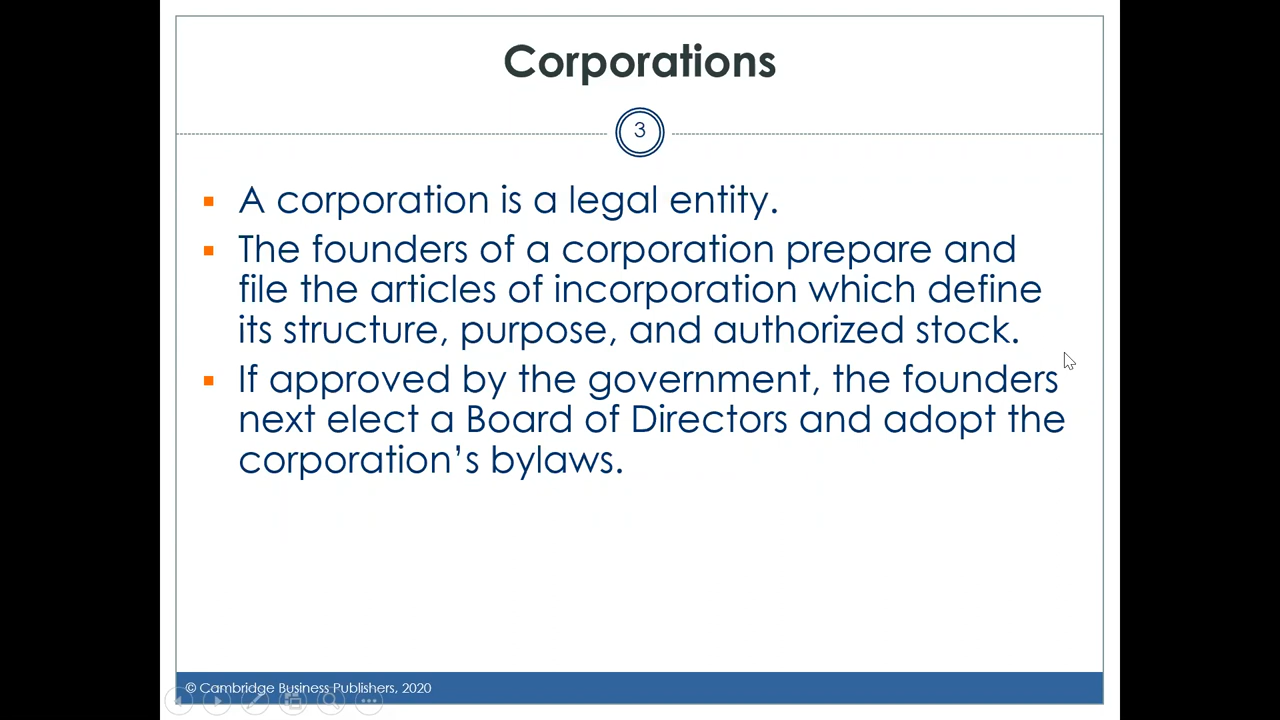 Corporations
3
A corporation is a legal entity.
The founders of a corporation prepare and
file the articles of incorporation which define
its structure, purpose, and authorized stock.
If approved by the government, the founders
next elect a Board of Directors and adopt the
corporation’s bylaws.
© Cambridge Business Publishers, 2020